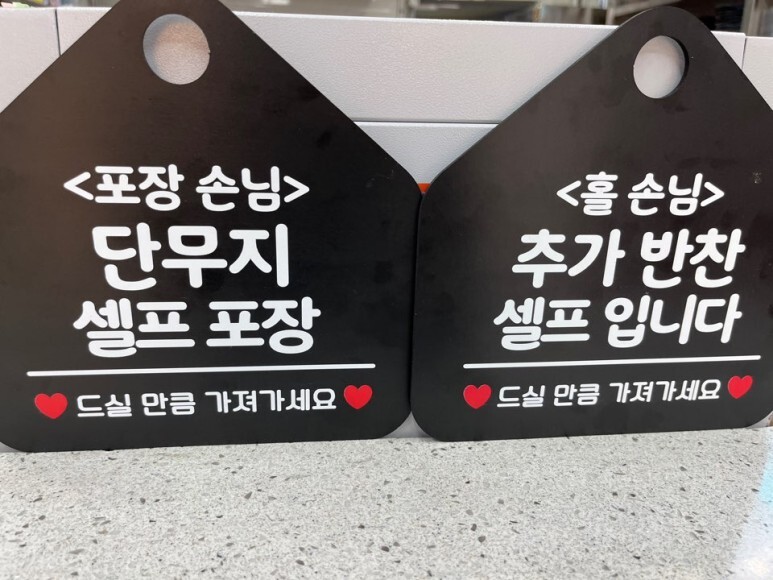 <포장 손님>
단무지
셀프 포장
♥ 드실 만큼 가져가세요 ♥
<홀 손님>
추가 반찬
셀프 입니다
♥ 드실 만큼 가져가세요 ♥